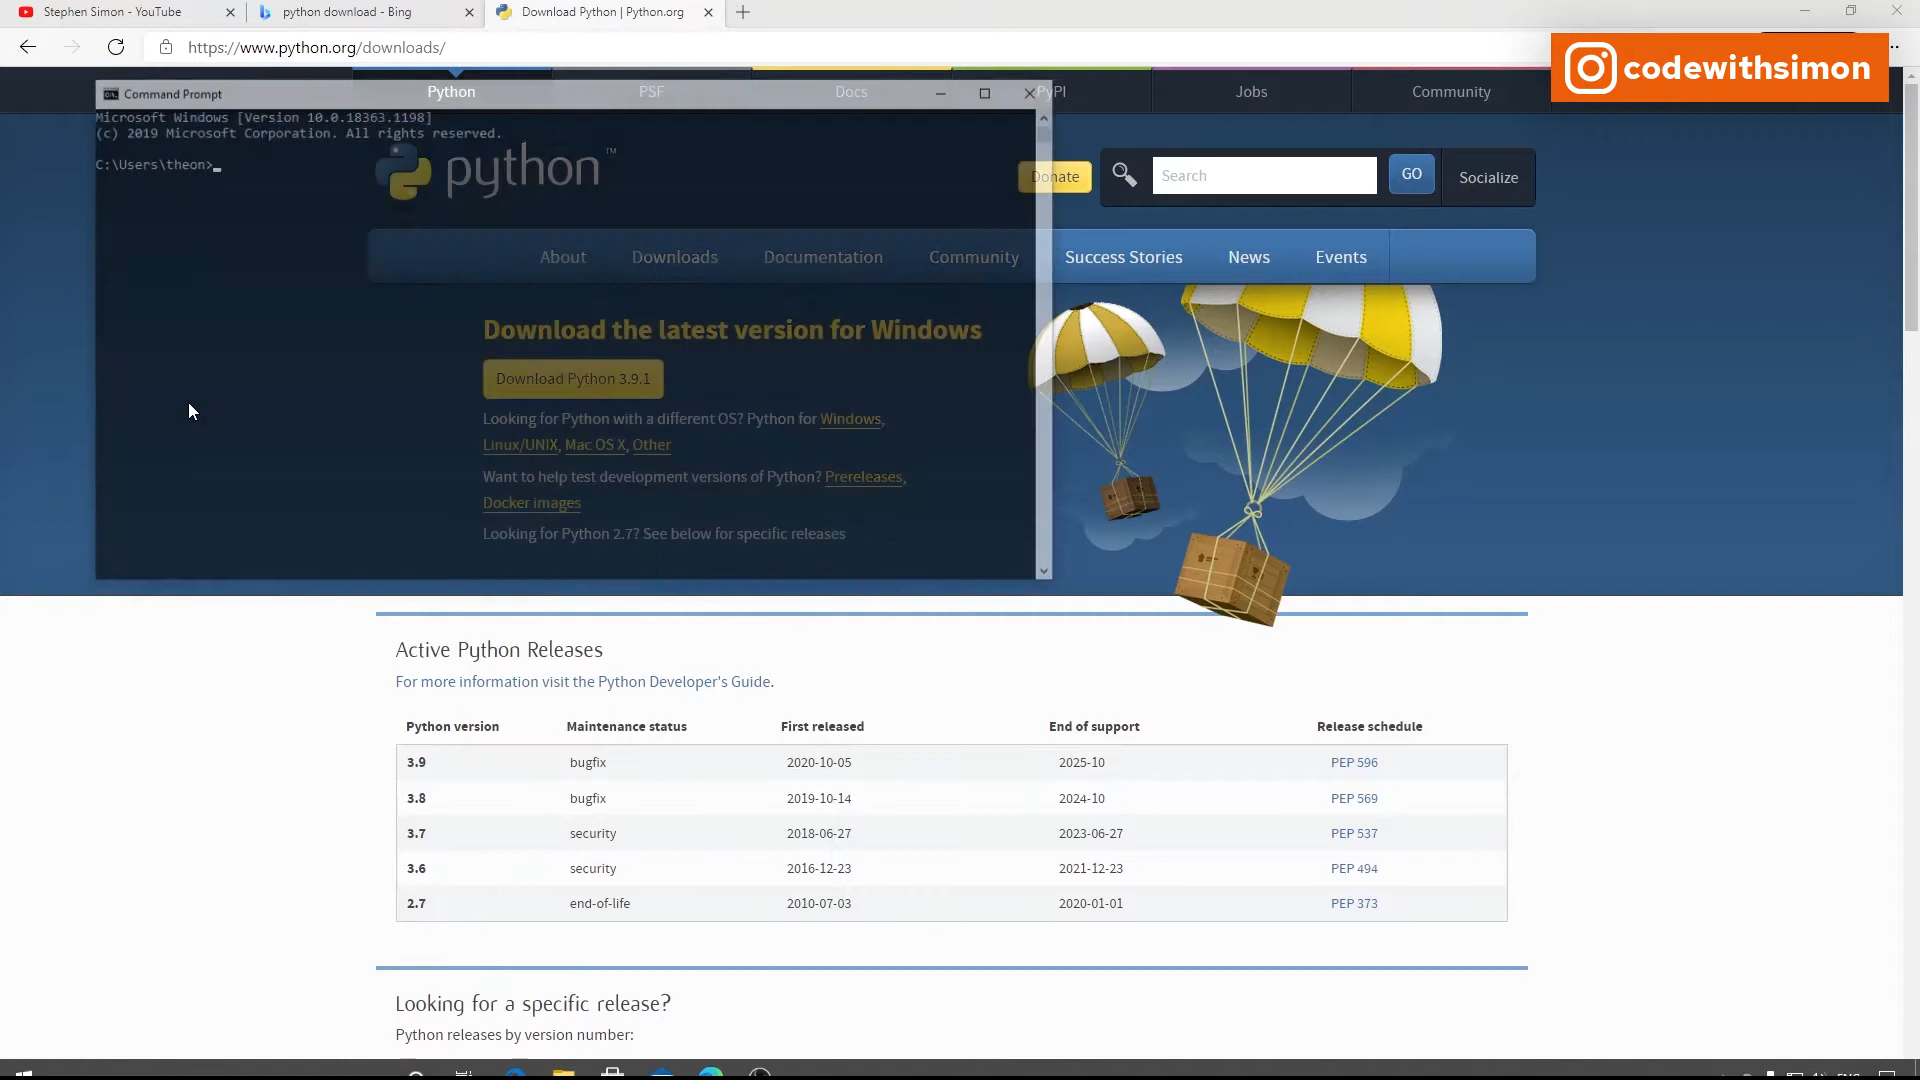 Stephen Simon - YouTube
python download - Bing
Download Python | Python.org
https://www.python.org/downloads/
codewithsimon
Command Prompt
Python
PSF
Docs
PyPI
Jobs
Community
Microsoft Windows [Version 10.0.18363.1198]
(c) 2019 Microsoft Corporation. All rights reserved.
C:\Users\theon>_
python™
Donate
Search
GO
Socialize
About
Downloads
Documentation
Community
Success Stories
News
Events
Download the latest version for Windows
Download Python 3.9.1
Looking for Python with a different OS? Python for Windows,
Linux/UNIX, Mac OS X, Other
Want to help test development versions of Python? Prereleases,
Docker images
Looking for Python 2.7? See below for specific releases
Active Python Releases
For more information visit the Python Developer's Guide.
Python version Maintenance status First released End of support Release schedule
3.9 bugfix 2020-10-05 2025-10 PEP 596
3.8 bugfix 2019-10-14 2024-10 PEP 569
3.7 security 2018-06-27 2023-06-27 PEP 537
3.6 security 2016-12-23 2021-12-23 PEP 494
2.7 end-of-life 2010-07-03 2020-01-01 PEP 373
Looking for a specific release?
Python releases by version number: